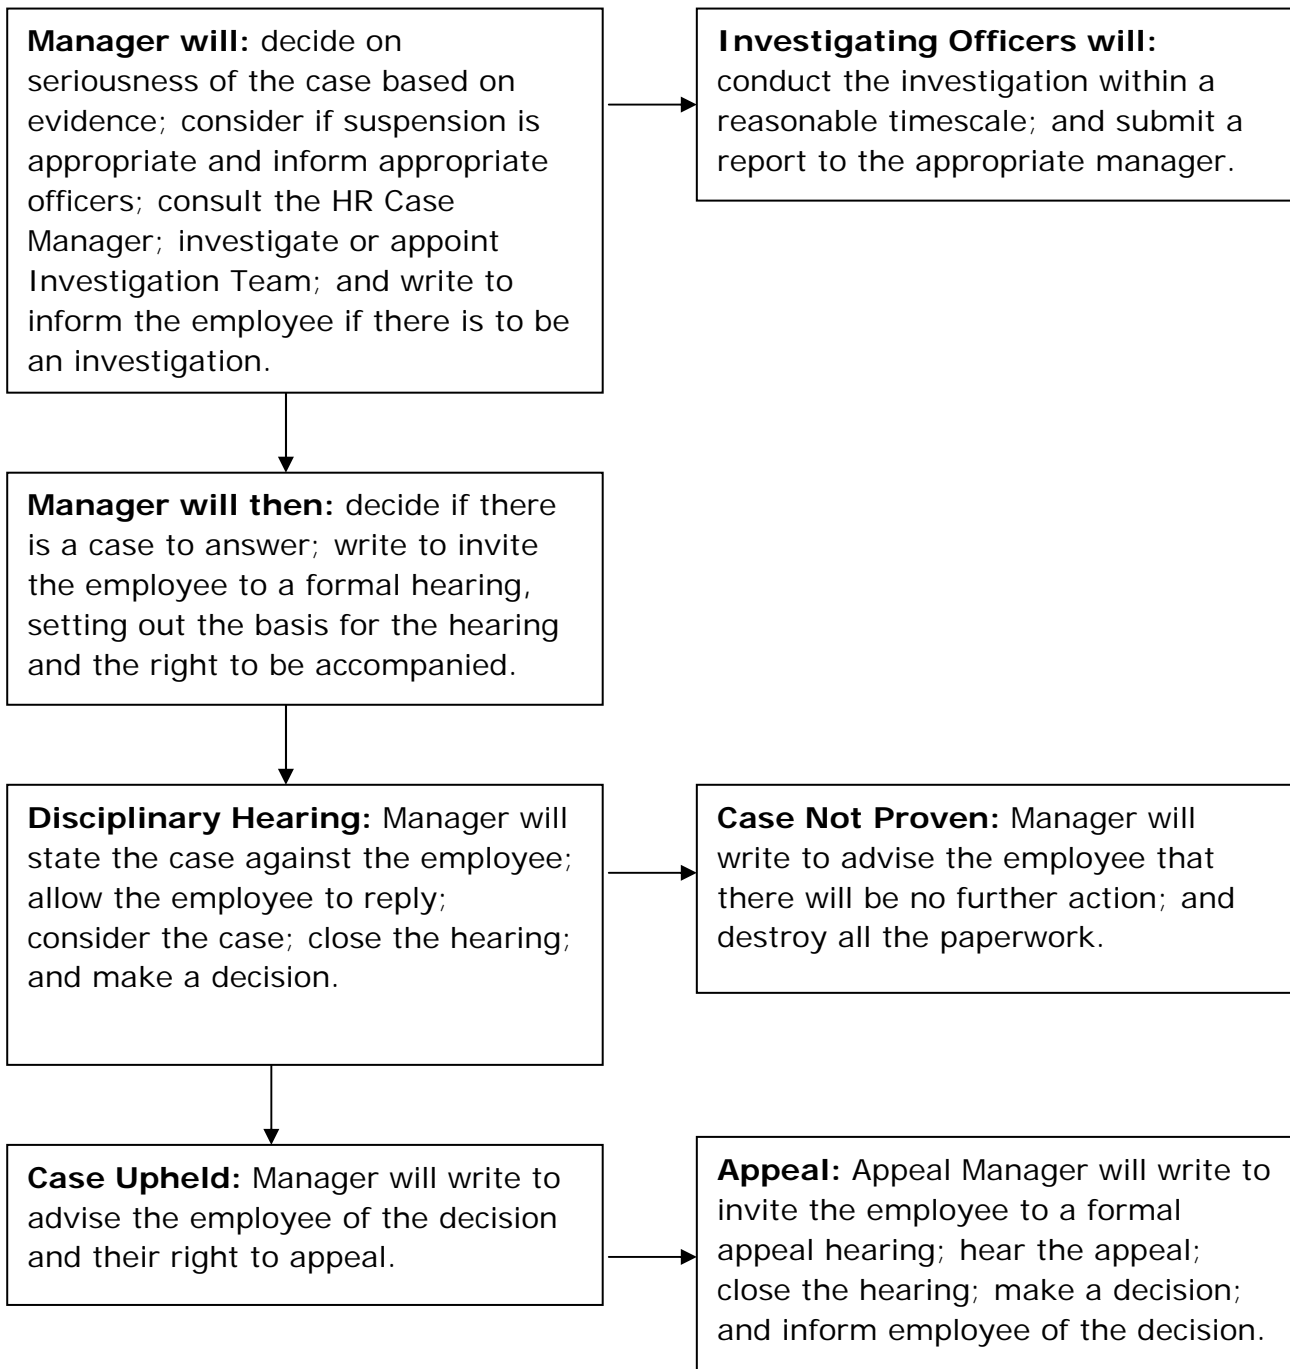 Manager will: decide on
seriousness of the case based on
evidence; consider if suspension is
appropriate and inform appropriate
officers; consult the HR Case
Manager; investigate or appoint
Investigation Team; and write to
inform the employee if there is to be
an investigation.
Investigating Officers will:
conduct the investigation within a
reasonable timescale; and submit a
report to the appropriate manager.
Manager will then: decide if there
is a case to answer; write to invite
the employee to a formal hearing,
setting out the basis for the hearing
and the right to be accompanied.
Disciplinary Hearing: Manager will
state the case against the employee;
allow the employee to reply;
consider the case; close the hearing;
and make a decision.
Case Not Proven: Manager will
write to advise the employee that
there will be no further action; and
destroy all the paperwork.
Case Upheld: Manager will write to
advise the employee of the decision
and their right to appeal.
Appeal: Appeal Manager will write to
invite the employee to a formal
appeal hearing; hear the appeal;
close the hearing; make a decision;
and inform employee of the decision.